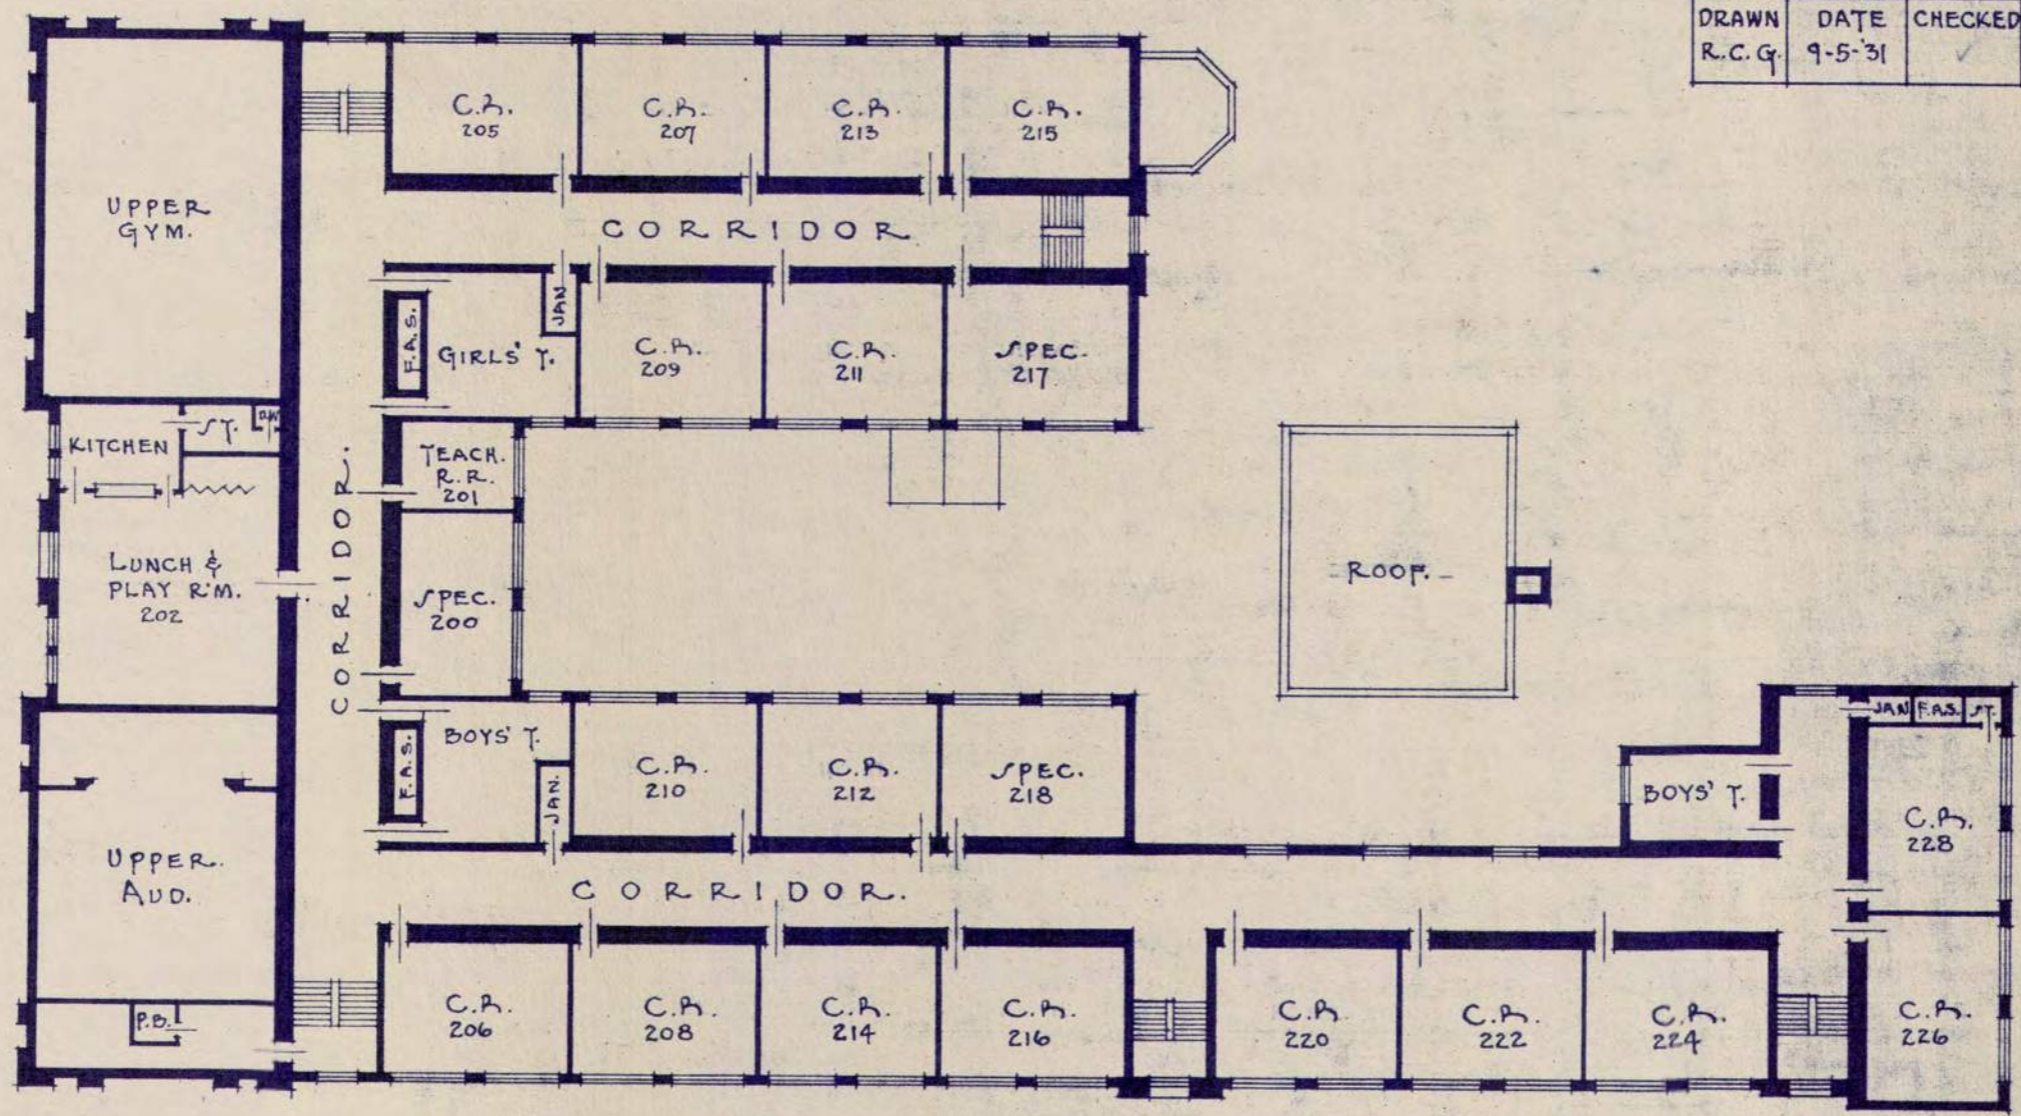 DRAWN DATE CHECKED
R.C.G. 9-5-'31 ✓
C.R.
205
C.R.
207
C.R.
213
C.R.
215
UPPER
GYM.
CORRIDOR
JAN
F.A.S.
GIRLS' T.
C.R.
209
C.R.
211
SPEC.
217
KITCHEN
ST.
D.W.
TEACH.
R.R.
201
CORRIDOR.
LUNCH &
PLAY R'M.
202
SPEC.
200
ROOF.
BOYS' T.
F.A.S.
JAN.
C.R.
210
C.R.
212
SPEC.
218
JAN F.A.S. ST.
BOYS' T.
C.R.
228
UPPER.
AUD.
CORRIDOR.
P.B.
C.R.
206
C.R.
208
C.R.
214
C.R.
216
C.R.
220
C.R.
222
C.R.
224
C.R.
226